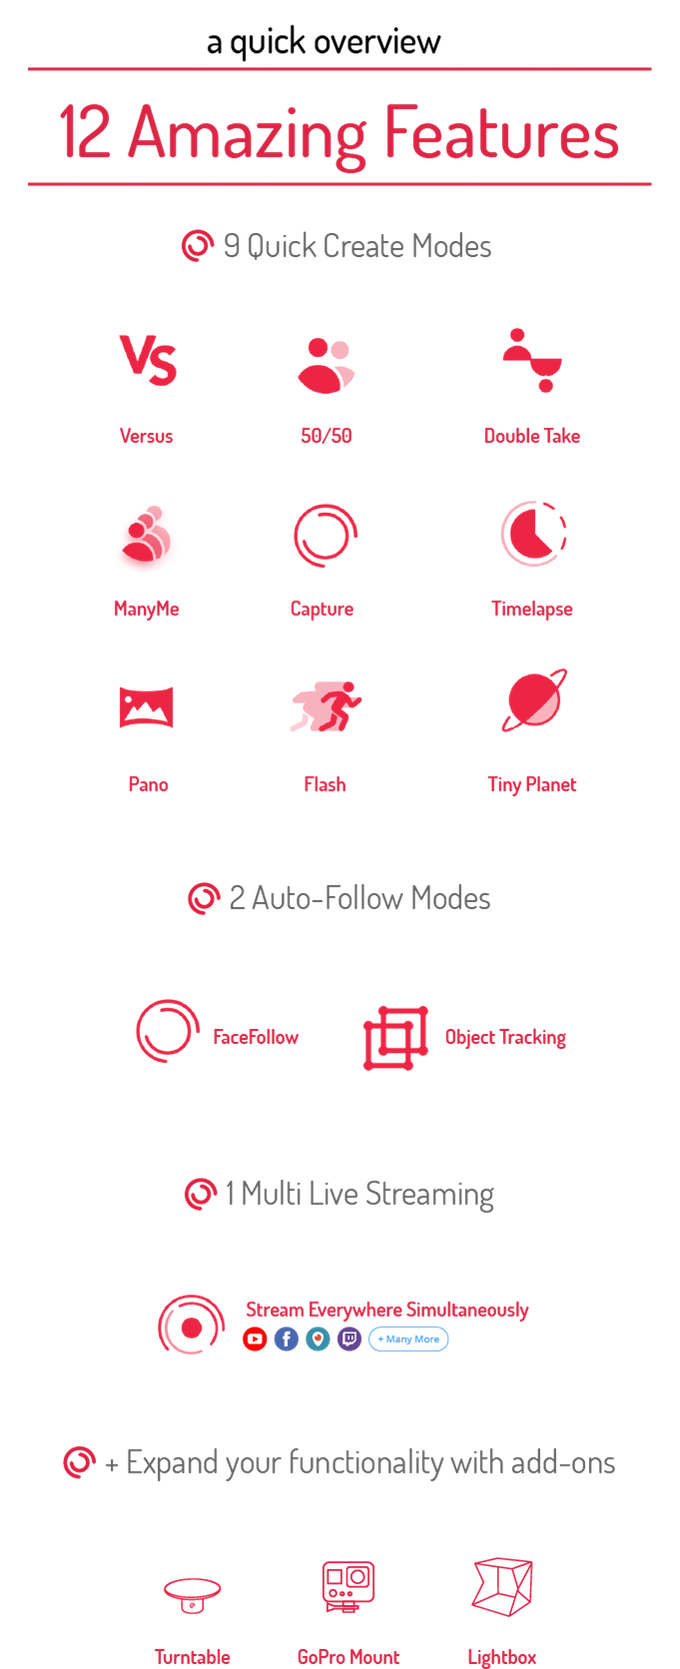 a quick overview
12 Amazing Features
9 Quick Create Modes
Vs
Versus
50/50
Double Take
ManyMe
Capture
Timelapse
Pano
Flash
Tiny Planet
2 Auto-Follow Modes
FaceFollow
Object Tracking
1 Multi Live Streaming
Stream Everywhere Simultaneously
+ Many More
+ Expand your functionality with add-ons
Turntable
GoPro Mount
Lightbox